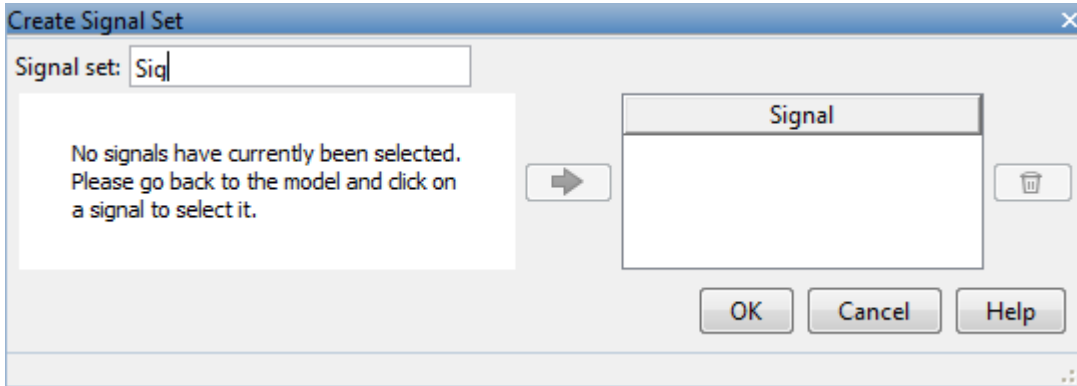 Create Signal Set
Signal set: Sig
No signals have currently been selected.
Please go back to the model and click on
a signal to select it.
Signal
OK Cancel Help